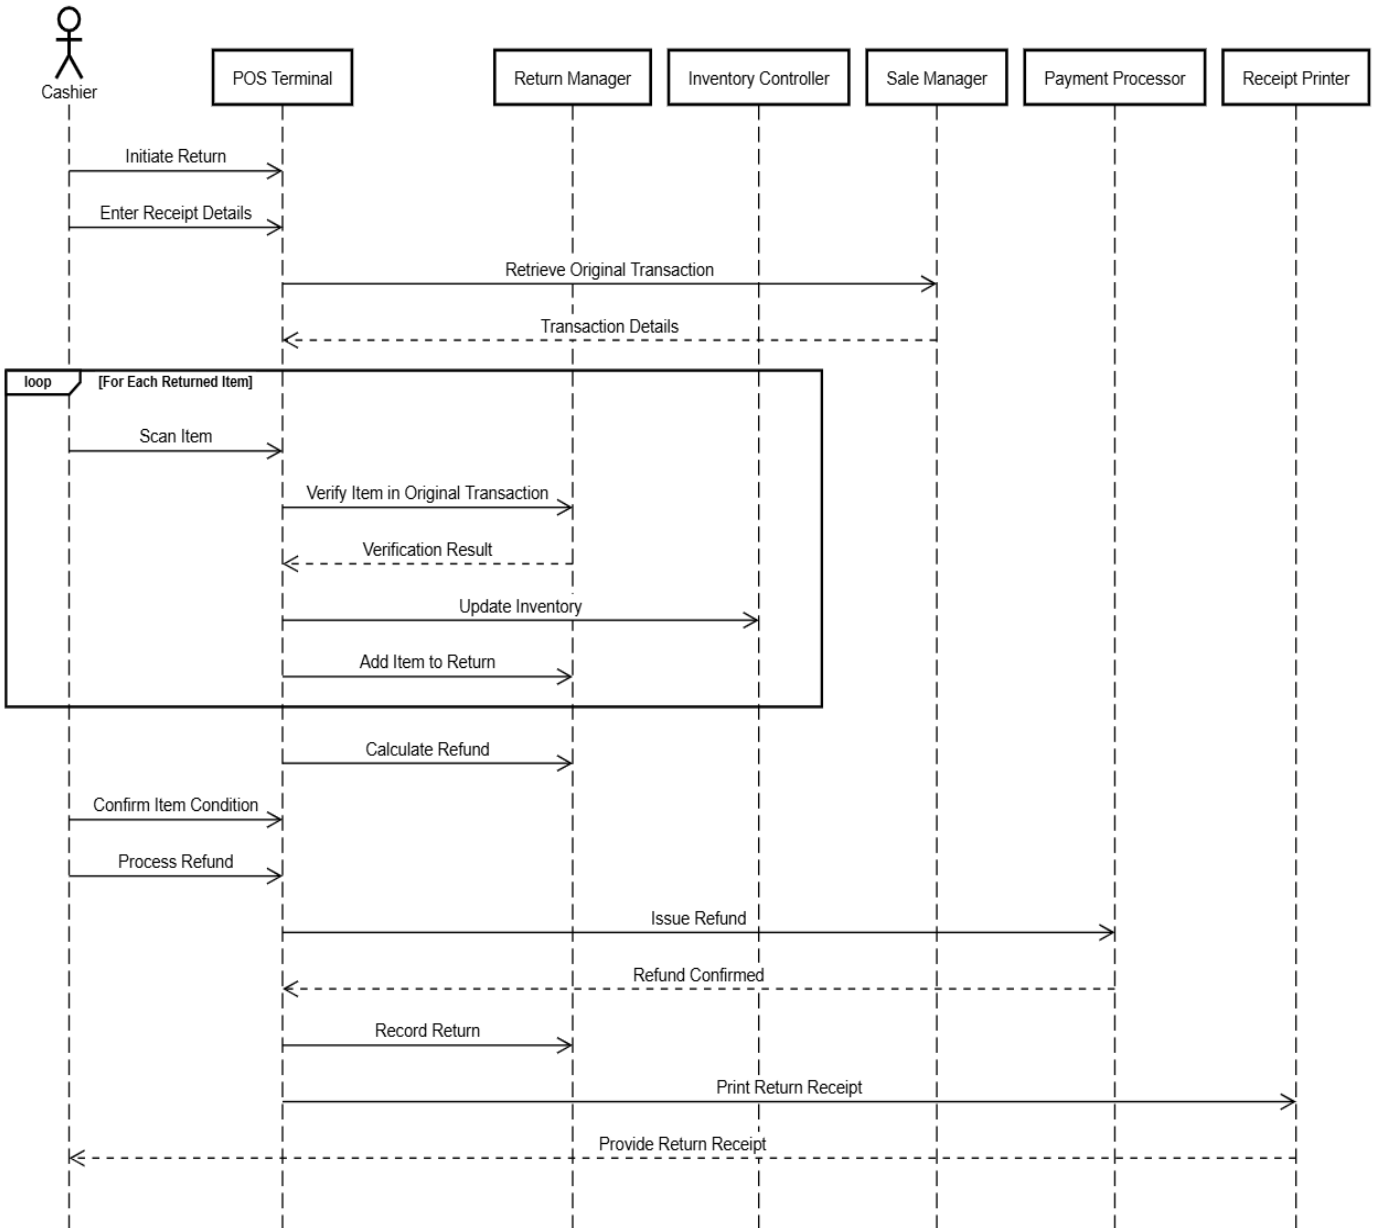 Cashier
POS Terminal
Return Manager
Inventory Controller
Sale Manager
Payment Processor
Receipt Printer
Initiate Return
Enter Receipt Details
Retrieve Original Transaction
Transaction Details
loop
[For Each Returned Item]
Scan Item
Verify Item in Original Transaction
Verification Result
Update Inventory
Add Item to Return
Calculate Refund
Confirm Item Condition
Process Refund
Issue Refund
Refund Confirmed
Record Return
Print Return Receipt
Provide Return Receipt